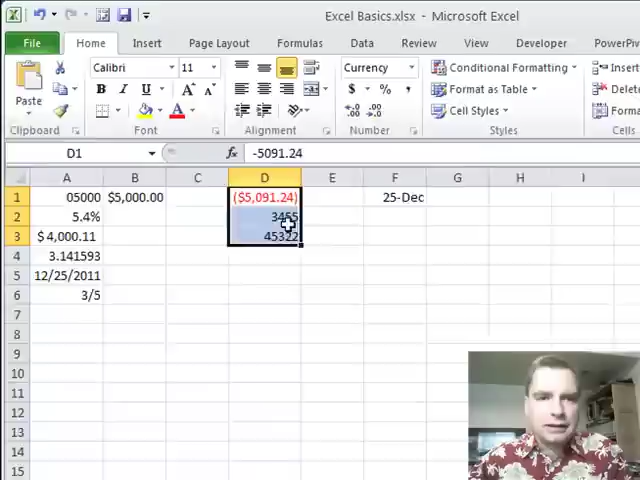 Excel Basics.xlsx - Microsoft Excel
File Home Insert Page Layout Formulas Data Review View Developer PowerPiv
Paste Calibri 11 Currency Conditional Formatting Insert
B I U $ % , Format as Table Delet
Cell Styles Forma
Clipboard Font Alignment Number Styles
D1 fx -5091.24
A B C D E F G H I
1 05000 $5,000.00 ($5,091.24) 25-Dec
2 5.4% 3455
3 $ 4,000.11 45322
4 3.141593
5 12/25/2011
6 3/5
7
8
9
10
11
12
13
14
15